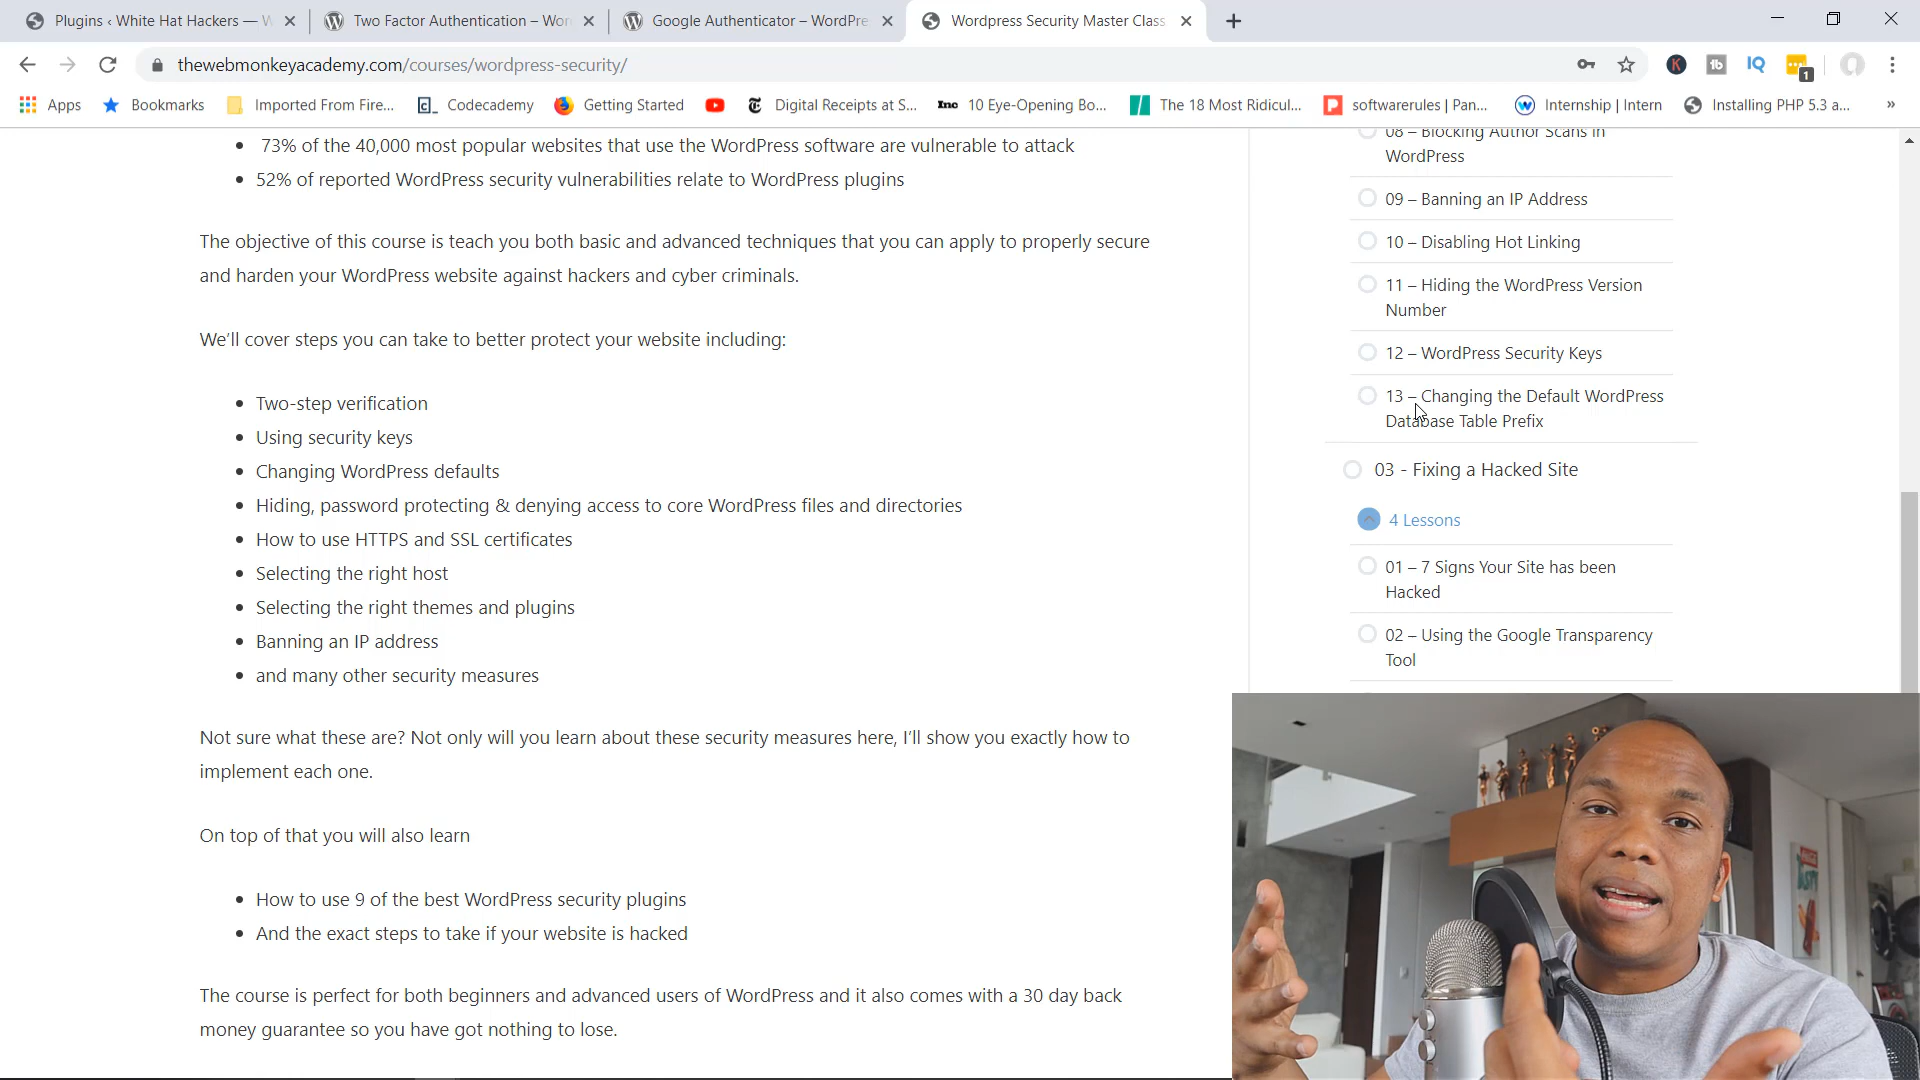 Plugins ‹ White Hat Hackers — W
Two Factor Authentication – Wor
Google Authenticator – WordPre
Wordpress Security Master Class
thewebmonkeyacademy.com/courses/wordpress-security/
1
Apps
Bookmarks
Imported From Fire...
Codecademy
Getting Started
Digital Receipts at S...
Inc
10 Eye-Opening Bo...
The 18 Most Ridicul...
softwarerules | Pan...
Internship | Intern
Installing PHP 5.3 a...
»
73% of the 40,000 most popular websites that use the WordPress software are vulnerable to attack
52% of reported WordPress security vulnerabilities relate to WordPress plugins
The objective of this course is teach you both basic and advanced techniques that you can apply to properly secure
and harden your WordPress website against hackers and cyber criminals.
We'll cover steps you can take to better protect your website including:
Two-step verification
Using security keys
Changing WordPress defaults
Hiding, password protecting & denying access to core WordPress files and directories
How to use HTTPS and SSL certificates
Selecting the right host
Selecting the right themes and plugins
Banning an IP address
and many other security measures
Not sure what these are? Not only will you learn about these security measures here, I'll show you exactly how to
implement each one.
On top of that you will also learn
How to use 9 of the best WordPress security plugins
And the exact steps to take if your website is hacked
The course is perfect for both beginners and advanced users of WordPress and it also comes with a 30 day back
money guarantee so you have got nothing to lose.
08 – Blocking Author Scans in
WordPress
09 – Banning an IP Address
10 – Disabling Hot Linking
11 – Hiding the WordPress Version
Number
12 – WordPress Security Keys
13 – Changing the Default WordPress
Database Table Prefix
03 - Fixing a Hacked Site
4 Lessons
01 – 7 Signs Your Site has been
Hacked
02 – Using the Google Transparency
Tool